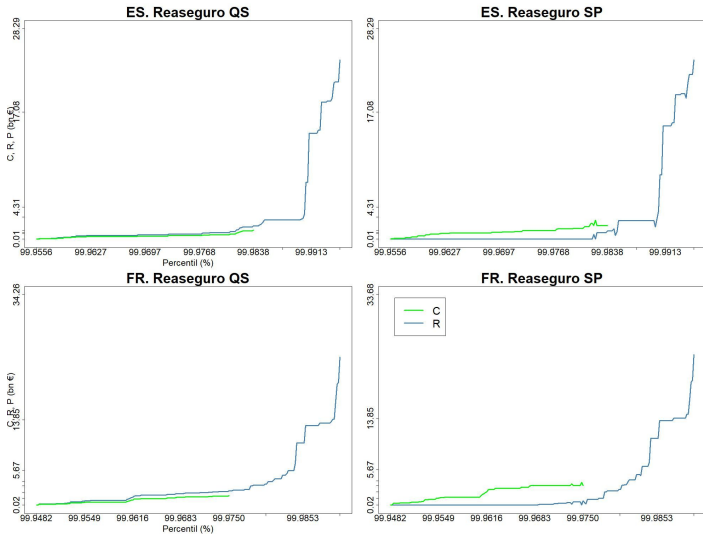 ES. Reaseguro QS
28.29
17.08
4.31
0.01
C, R, P (bn €)
99.9556 99.9627 99.9697 99.9768 99.9838 99.9913
Percentil (%)
ES. Reaseguro SP
28.29
17.08
4.31
0.01
99.9556 99.9627 99.9697 99.9768 99.9838 99.9913
FR. Reaseguro QS
34.26
13.85
5.67
0.02
C, R, P (bn €)
99.9482 99.9549 99.9616 99.9683 99.9750 99.9853
Percentil (%)
FR. Reaseguro SP
33.68
13.85
5.67
0.02
C
R
99.9482 99.9549 99.9616 99.9683 99.9750 99.9853